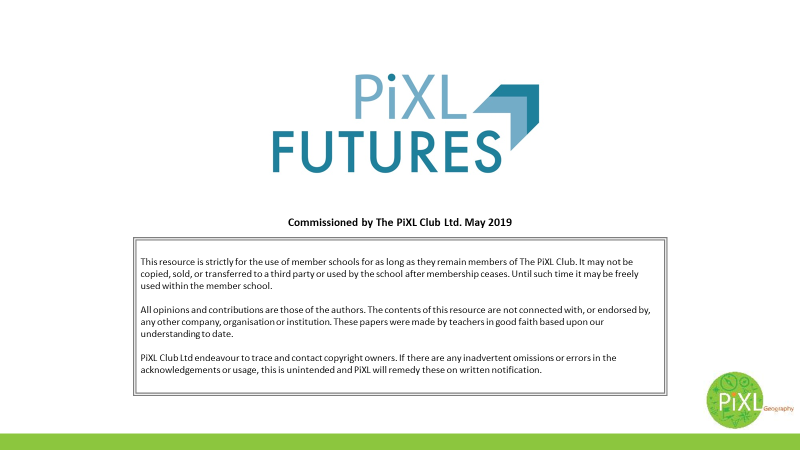 PiXL
FUTURES
Commissioned by The PiXL Club Ltd. May 2019
This resource is strictly for the use of member schools for as long as they remain members of The PiXL Club. It may not be
copied, sold, or transferred to a third party or used by the school after membership ceases. Until such time it may be freely
used within the member school.
All opinions and contributions are those of the authors. The contents of this resource are not connected with, or endorsed by,
any other company, organisation or institution. These papers were made by teachers in good faith based upon our
understanding to date.
PiXL Club Ltd endeavour to trace and contact copyright owners. If there are any inadvertent omissions or errors in the
acknowledgements or usage, this is unintended and PiXL will remedy these on written notification.
PiXL Geography